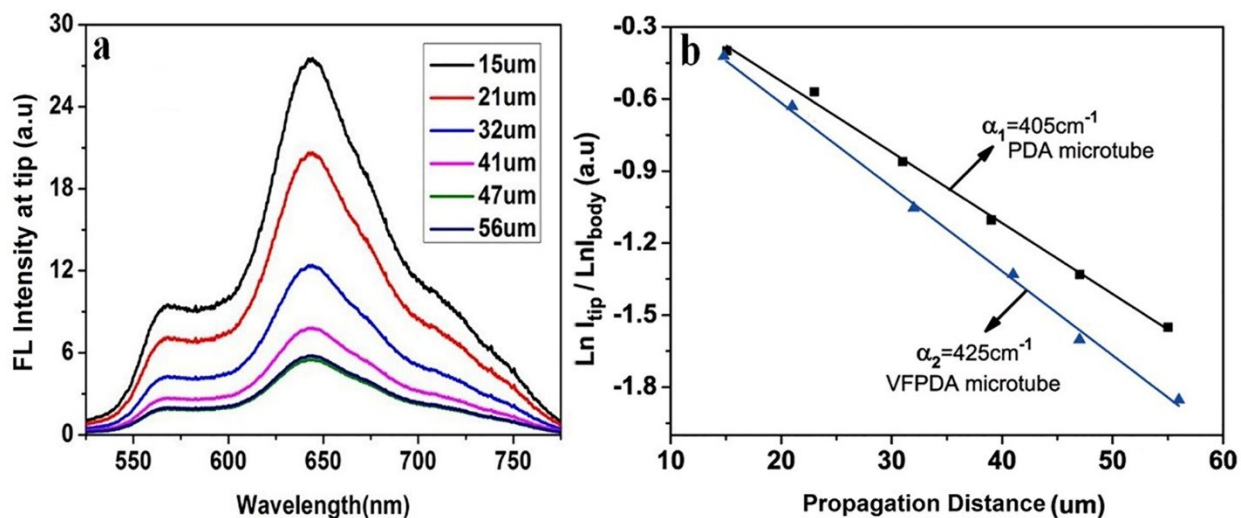 a
FL Intensity at tip (a.u)
30
24
18
12
6
0
15um
21um
32um
41um
47um
56um
550 600 650 700 750
Wavelength(nm)
b
Ln I_tip / LnI_body (a.u)
-0.3
-0.6
-0.9
-1.2
-1.5
-1.8
α₁=405cm⁻¹
PDA microtube
α₂=425cm⁻¹
VFPDA microtube
10 20 30 40 50 60
Propagation Distance (um)